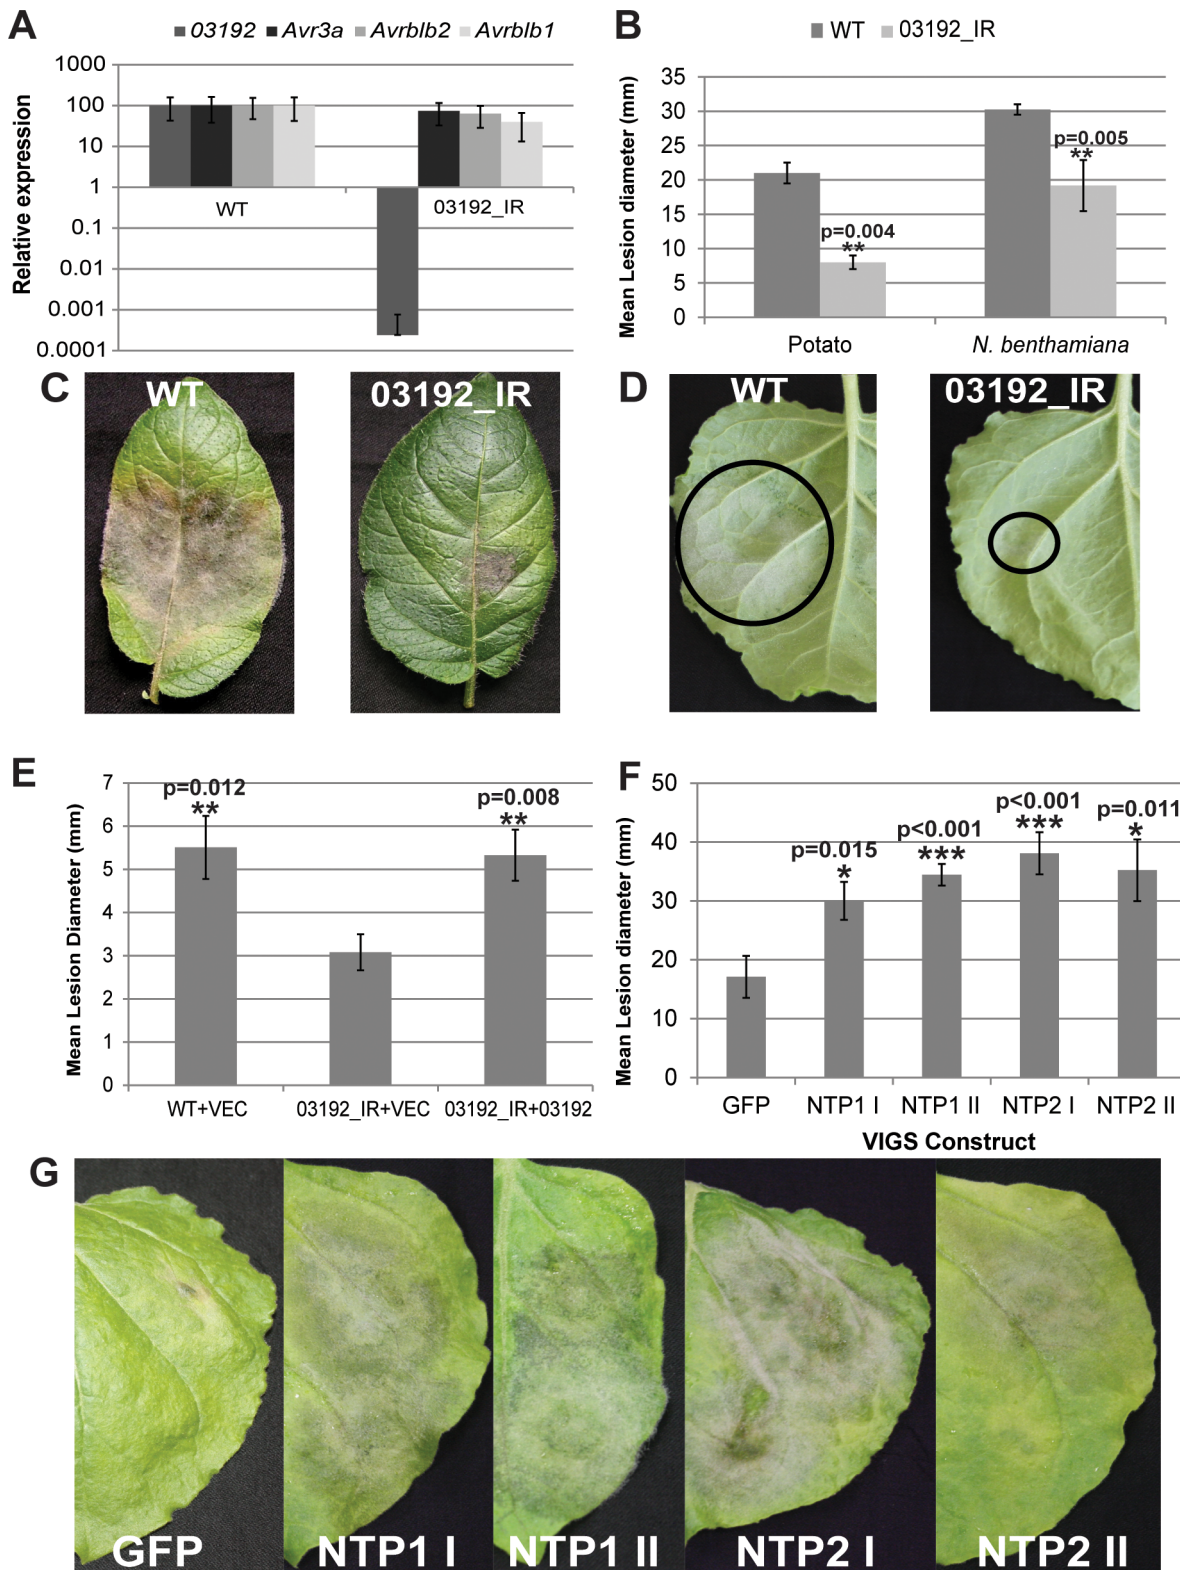 A
03192 Avr3a Avrblb2 Avrblb1
Relative expression
1000
100
10
1
0.1
0.01
0.001
0.0001
WT
03192_IR
B
WT 03192_IR
Mean Lesion diameter (mm)
35
30
25
20
15
10
5
0
p=0.004
**
p=0.005
**
Potato
N. benthamiana
C
WT
03192_IR
D
WT
03192_IR
E
Mean Lesion Diameter (mm)
7
6
5
4
3
2
1
0
p=0.012
**
p=0.008
**
WT+VEC
03192_IR+VEC
03192_IR+03192
F
Mean Lesion diameter (mm)
50
40
30
20
10
0
p=0.015
*
p<0.001
***
p<0.001
***
p=0.011
*
GFP
NTP1 I
NTP1 II
NTP2 I
NTP2 II
VIGS Construct
G
GFP
NTP1 I
NTP1 II
NTP2 I
NTP2 II